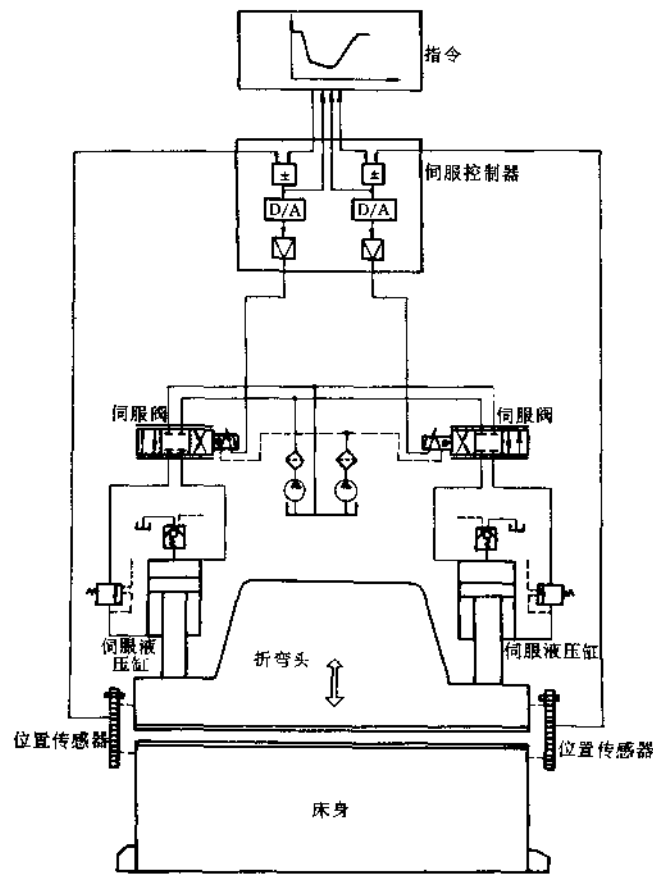 指令
伺服控制器
±
±
D/A
D/A
伺服阀
伺服阀
伺服液
压缸
折弯头
伺服液压缸
位置传感器
位置传感器
床身